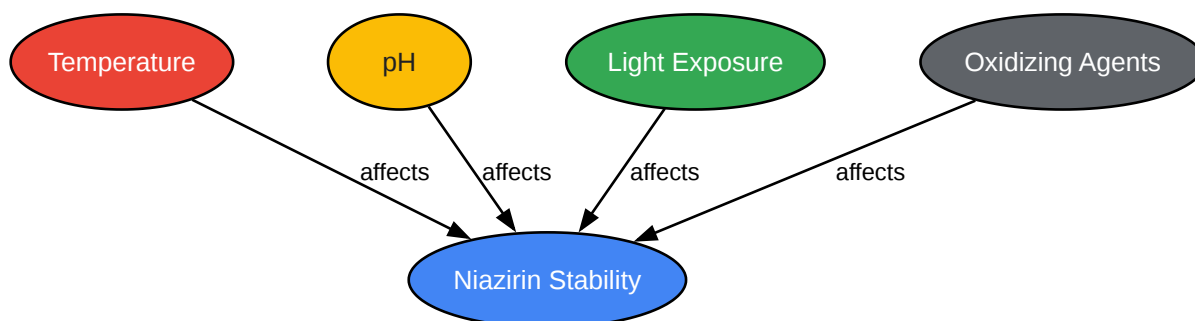 Temperature
pH
Light Exposure
Oxidizing Agents
affects
affects
affects
affects
Niazirin Stability